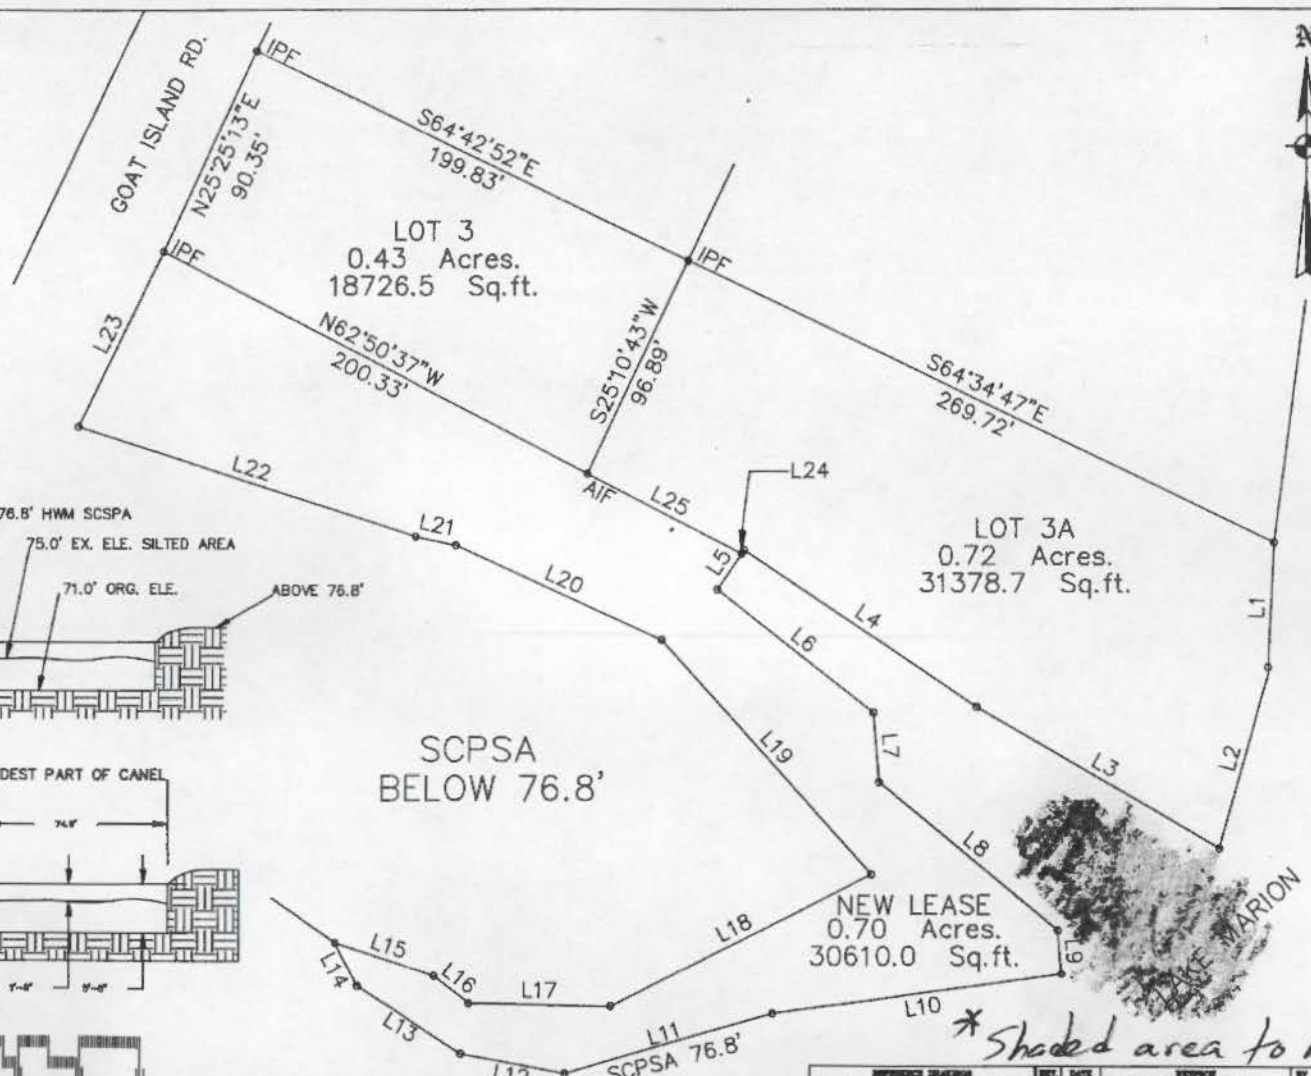 N
GOAT ISLAND RD.
IPF
N25°25'13"E
90.35'
S64°42'52"E
199.83'
IPF
LOT 3
0.43 Acres.
18726.5 Sq.ft.
IPF
L23
N62°50'37"W
200.33'
S25°10'43"W
96.89'
S64°34'47"E
269.72'
L22
AIF
L25
L24
LOT 3A
0.72 Acres.
31378.7 Sq.ft.
76.8' HWM SCSPA
75.0' EX. ELE. SILTED AREA
71.0' ORG. ELE.
ABOVE 76.8'
L21
L20
L5
L6
L4
L1
L7
L3
L2
SCPSA
BELOW 76.8'
L19
DEST PART OF CANEL
L8
NEW LEASE
0.70 Acres.
30610.0 Sq.ft.
MARION
L18
L9
L15
L14
L16
L17
L10
L13
L11
L12
SCPSA 76.8'
* Shaded area to
DATE